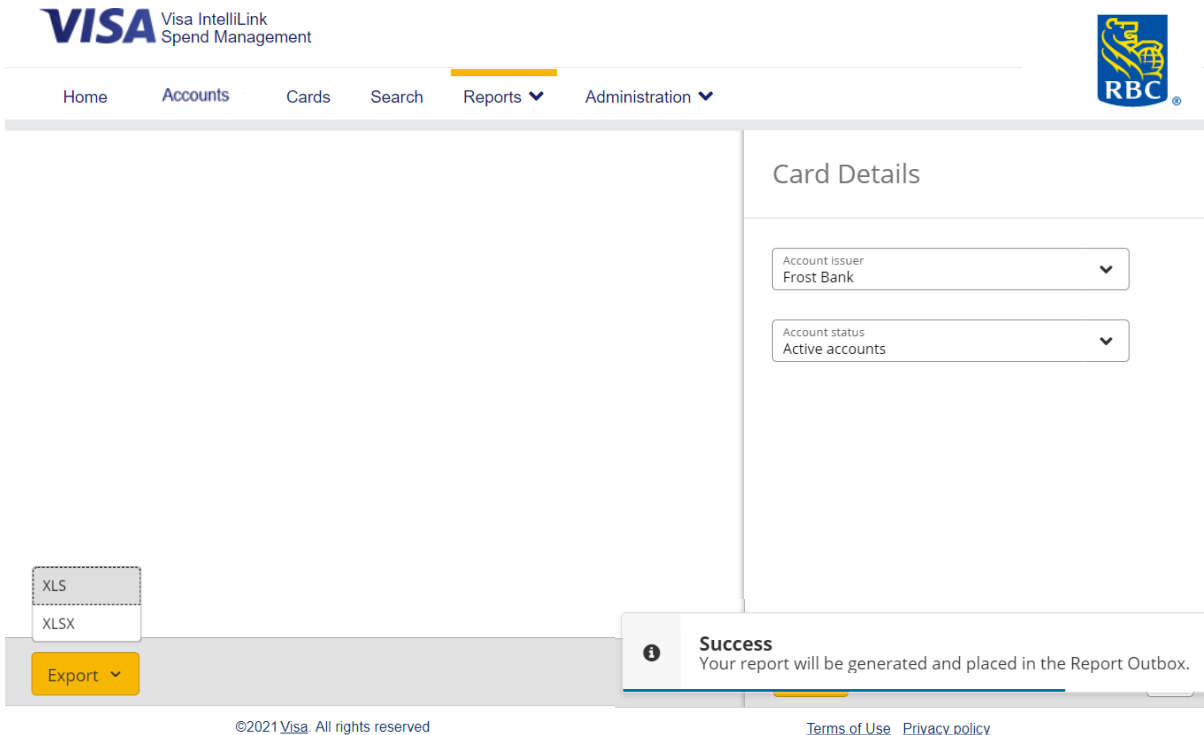 VISA Visa IntelliLink
Spend Management
RBC ®
Home Accounts Cards Search Reports Administration
Card Details
Account issuer
Frost Bank
Account status
Active accounts
XLS
XLSX
Export
Success
Your report will be generated and placed in the Report Outbox.
©2021 Visa. All rights reserved
Terms of Use Privacy policy